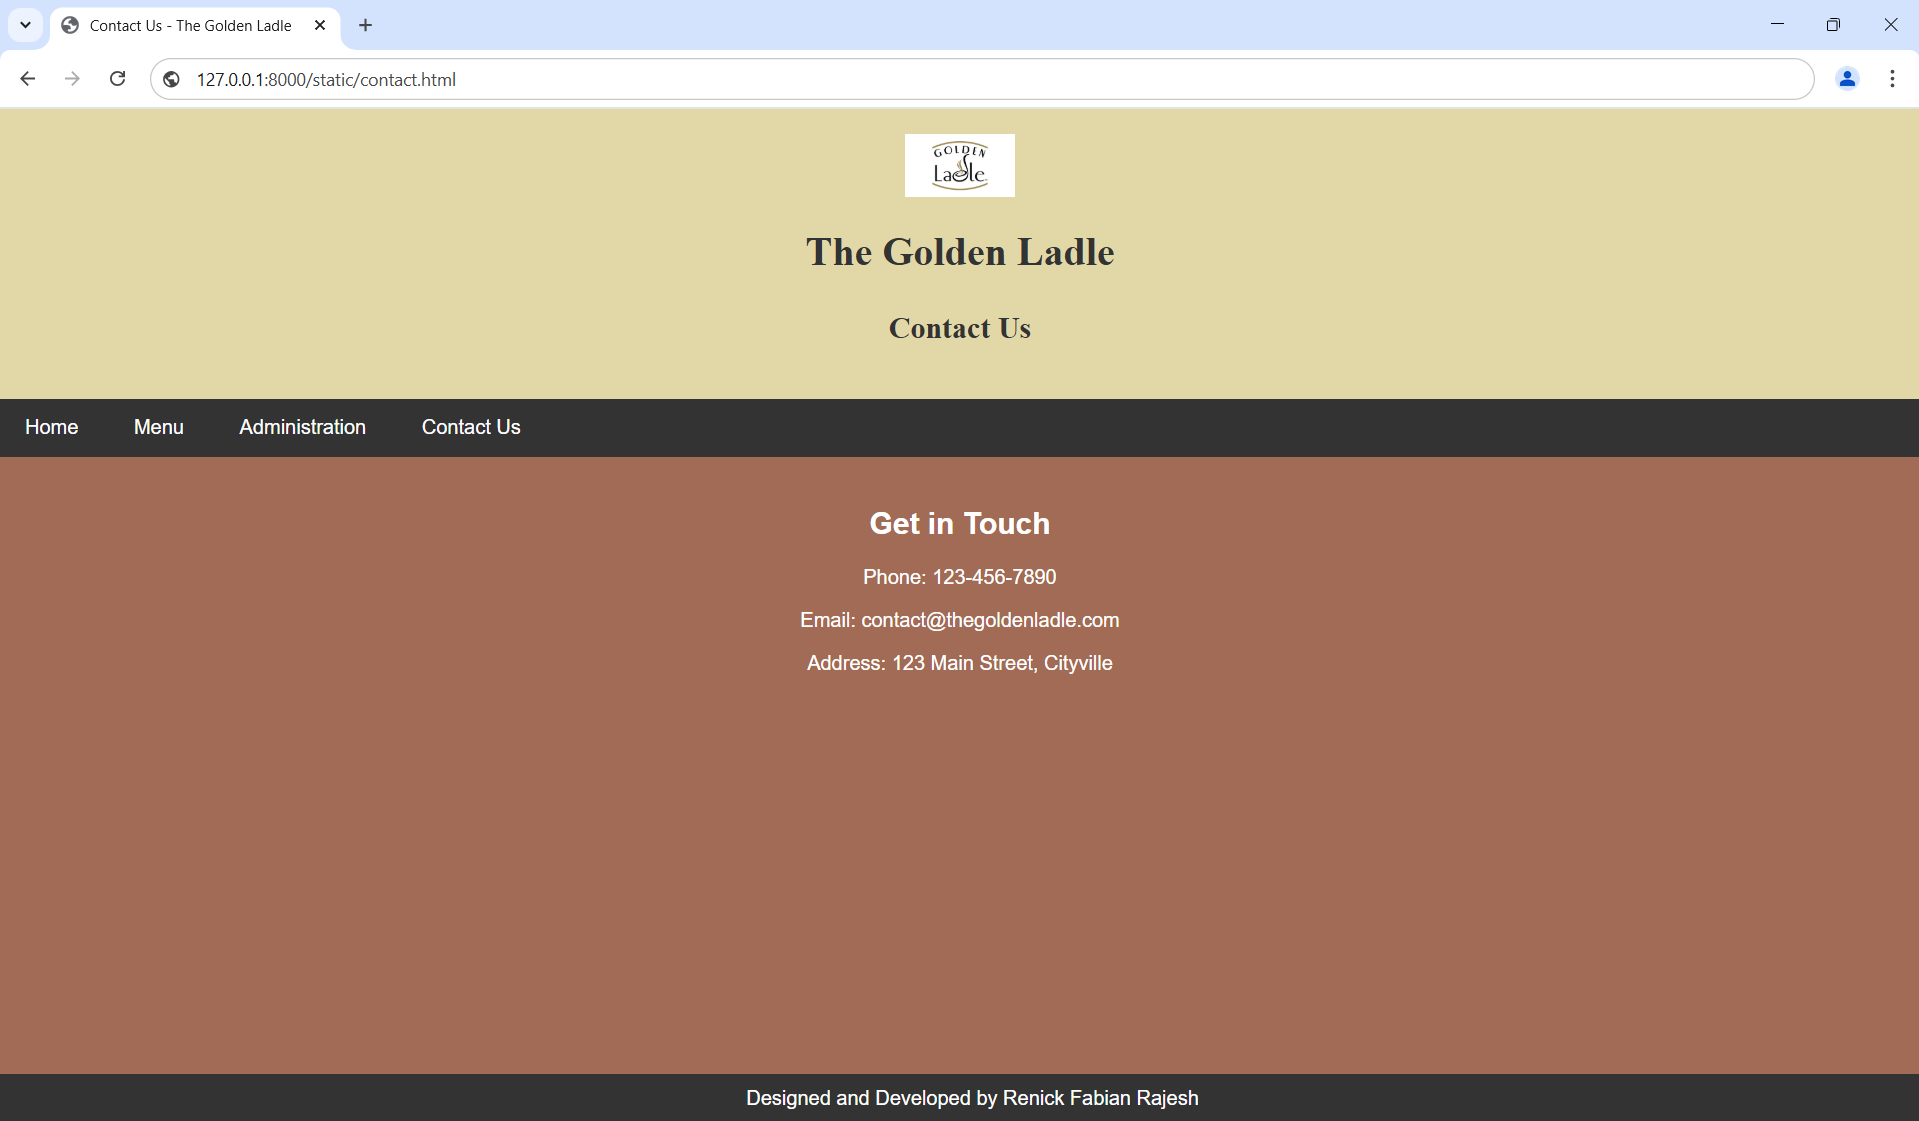 Contact Us - The Golden Ladle
127.0.0.1:8000/static/contact.html
GOLDEN
Ladle
The Golden Ladle
Contact Us
Home Menu Administration Contact Us
Get in Touch
Phone: 123-456-7890
Email: contact@thegoldenladle.com
Address: 123 Main Street, Cityville
Designed and Developed by Renick Fabian Rajesh